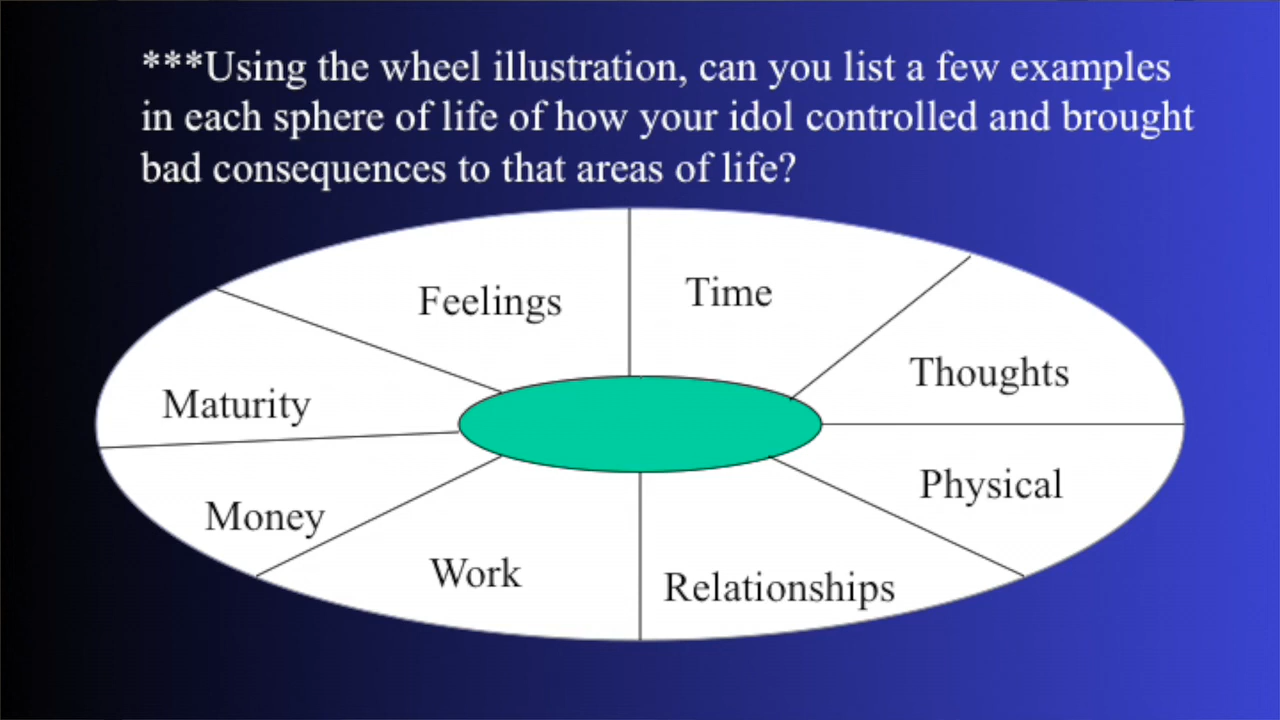 ***Using the wheel illustration, can you list a few examples
in each sphere of life of how your idol controlled and brought
bad consequences to that areas of life?
Feelings
Time
Thoughts
Maturity
Physical
Money
Work
Relationships